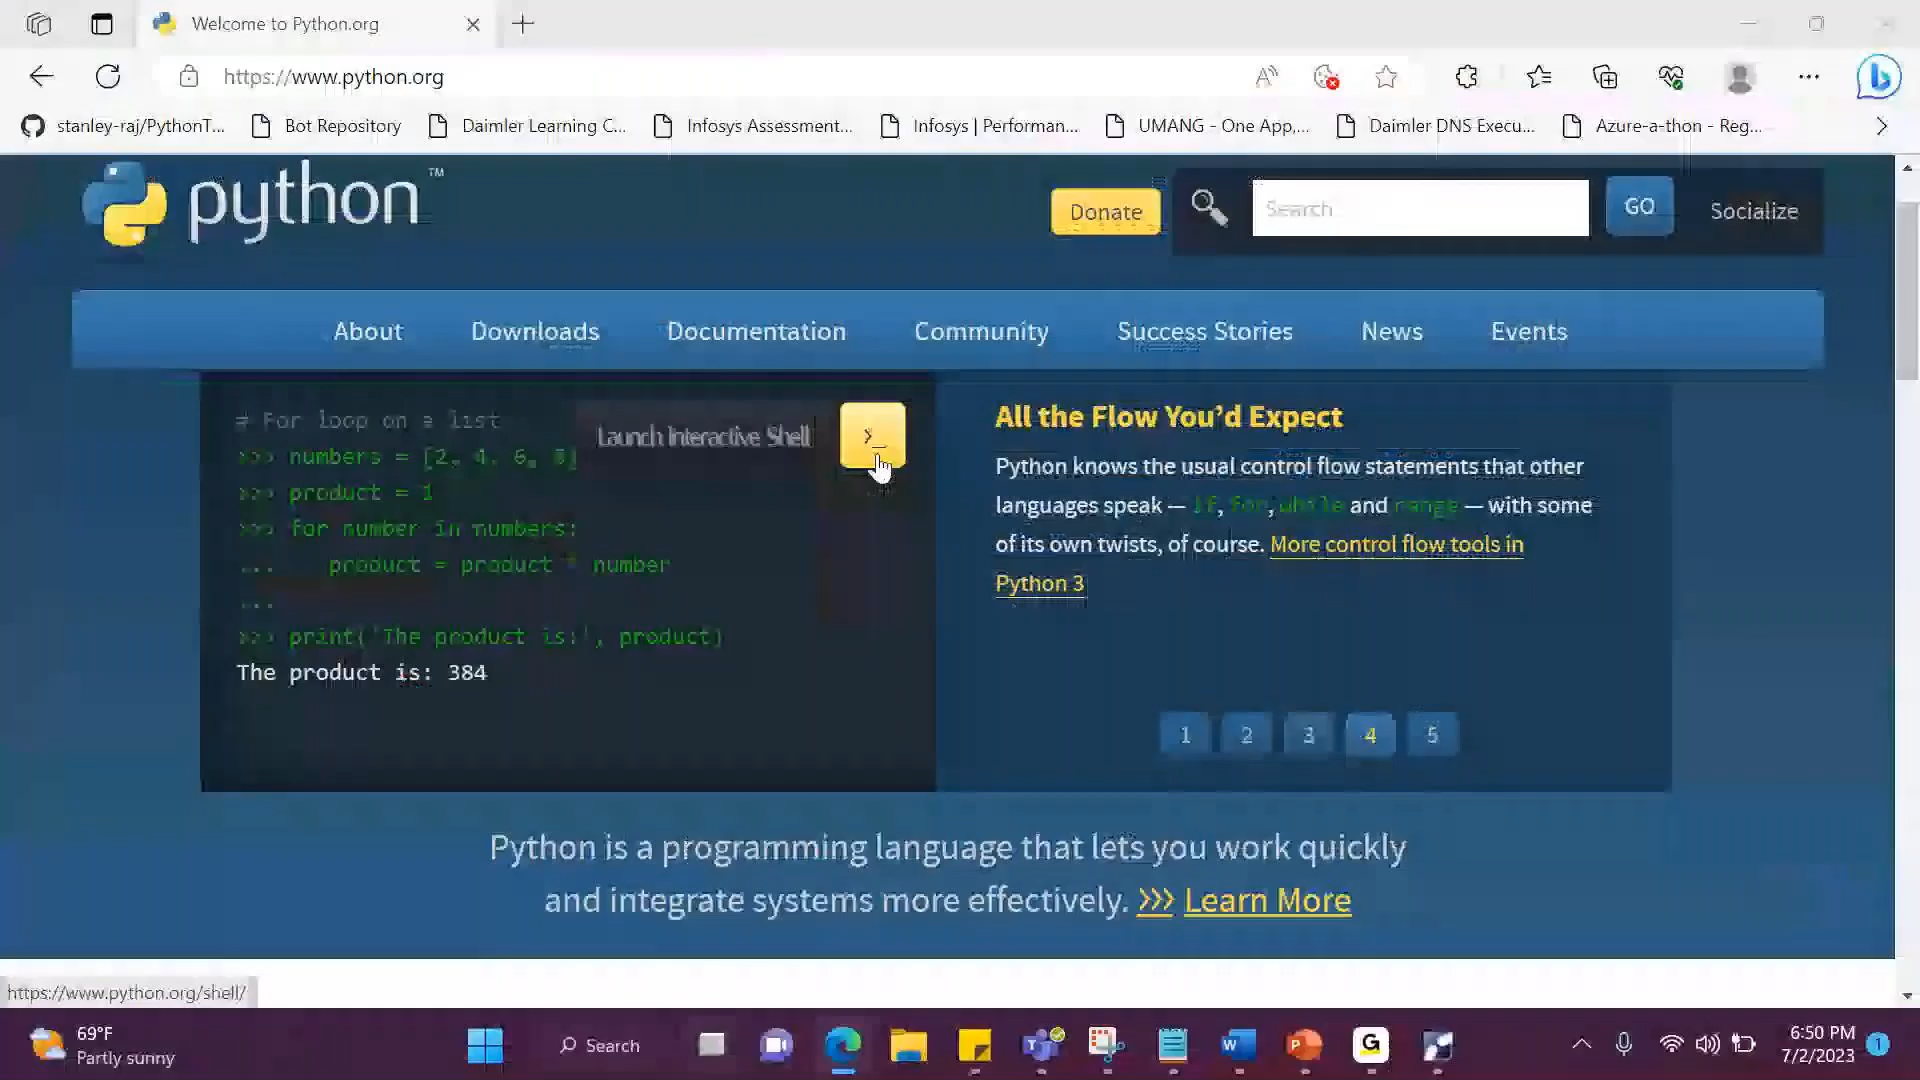 Welcome to Python.org
https://www.python.org
stanley-raj/PythonT...
Bot Repository
Daimler Learning C...
Infosys Assessment...
Infosys | Performan...
UMANG - One App,...
Daimler DNS Execu...
Azure-a-thon - Reg...
python™
Donate
Search
GO
Socialize
About
Downloads
Documentation
Community
Success Stories
News
Events
# For loop on a list
>>> numbers = [2, 4, 6, 8]
>>> product = 1
>>> for number in numbers:
...    product = product * number
...
>>> print('The product is:', product)
The product is: 384
Launch Interactive Shell
>_
All the Flow You’d Expect
Python knows the usual control flow statements that other
languages speak — if, for, while and range — with some
of its own twists, of course. More control flow tools in
Python 3
1
2
3
4
5
Python is a programming language that lets you work quickly
and integrate systems more effectively. >>> Learn More
https://www.python.org/shell/
69°F
Partly sunny
Search
6:50 PM
7/2/2023
1